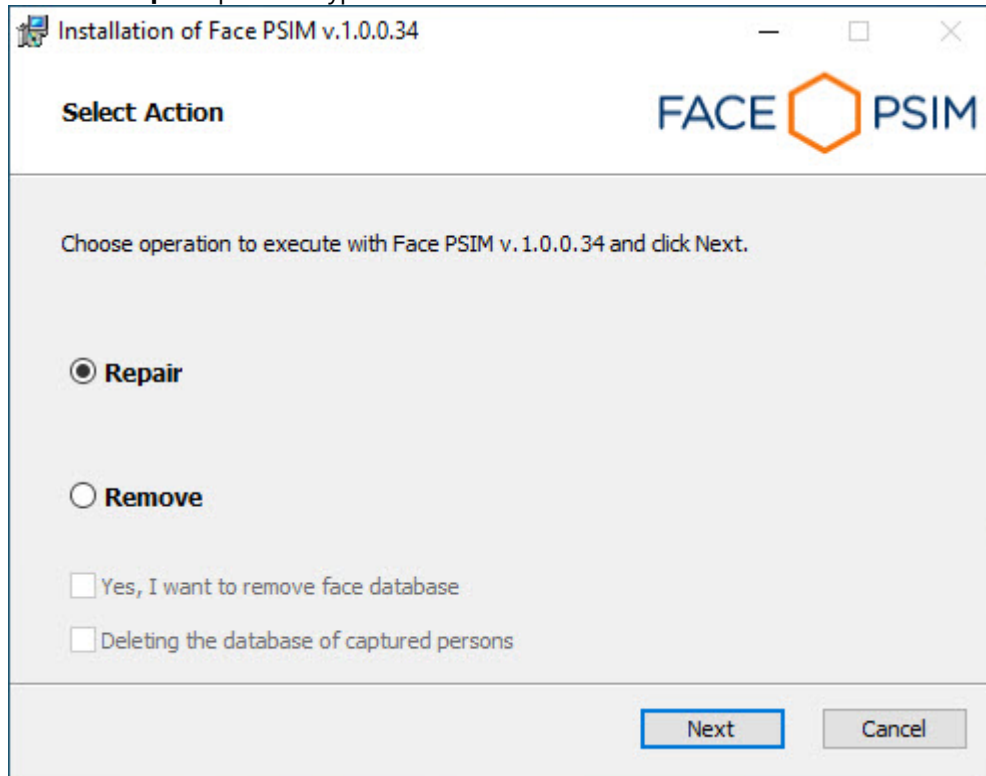 Installation of Face PSIM v.1.0.0.34
Select Action
FACE PSIM
Choose operation to execute with Face PSIM v.1.0.0.34 and click Next.
Repair
Remove
Yes, I want to remove face database
Deleting the database of captured persons
Next Cancel